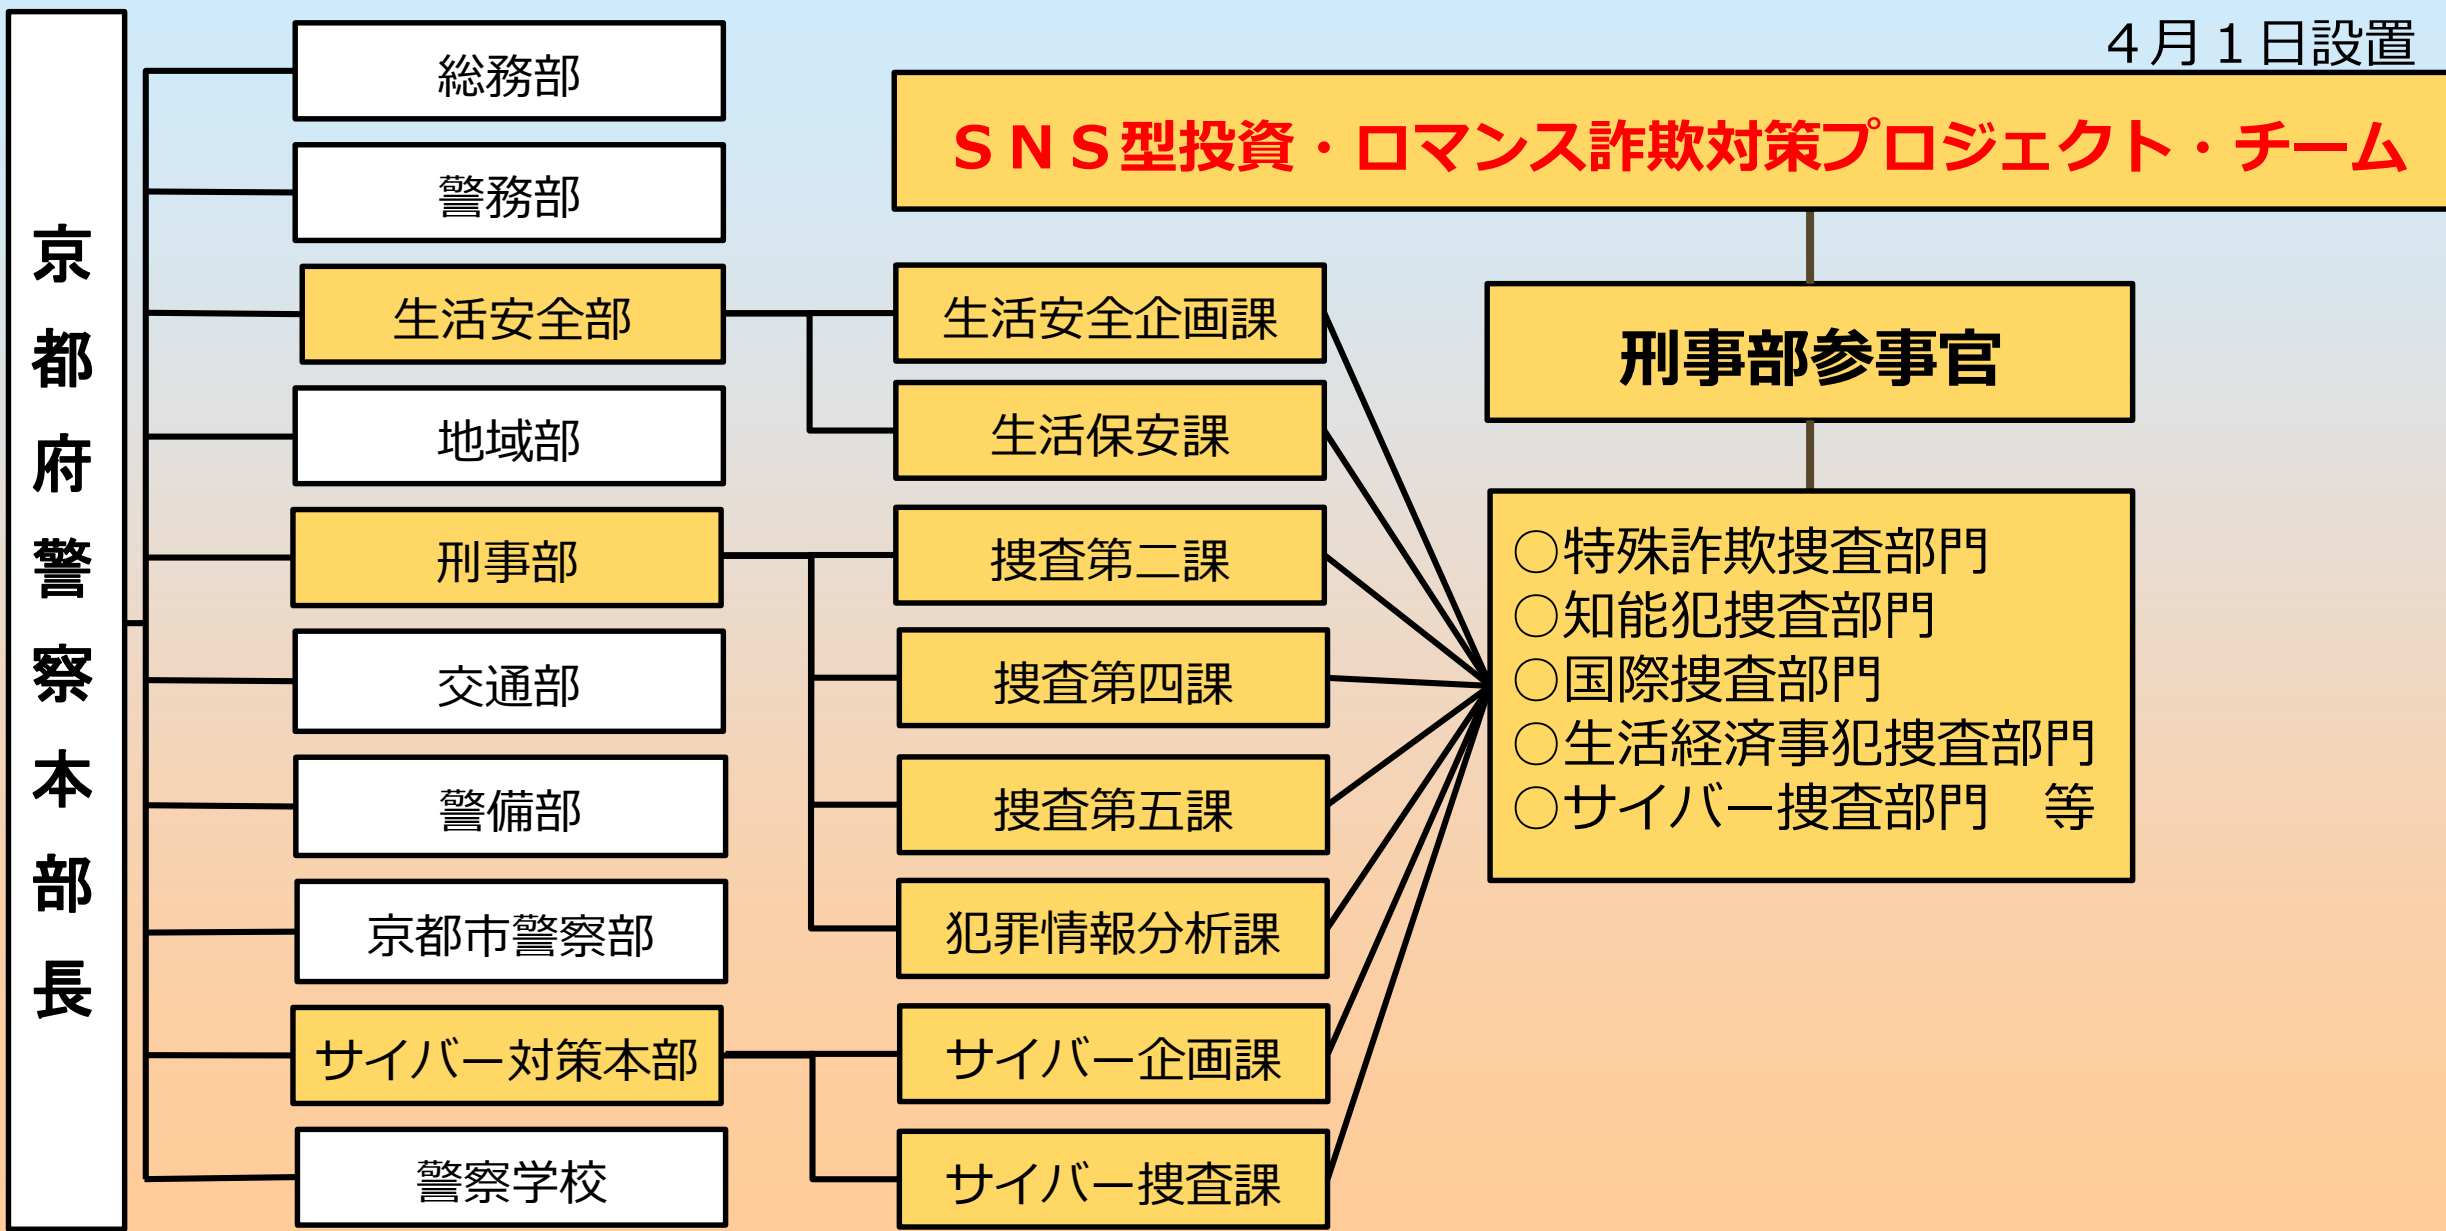 京都府警察本部長
総務部
警務部
生活安全部
地域部
刑事部
交通部
警備部
京都市警察部
サイバー対策本部
警察学校
生活安全企画課
生活保安課
捜査第二課
捜査第四課
捜査第五課
犯罪情報分析課
サイバー企画課
サイバー捜査課
４月１日設置
ＳＮＳ型投資・ロマンス詐欺対策プロジェクト・チーム
刑事部参事官
○特殊詐欺捜査部門
○知能犯捜査部門
○国際捜査部門
○生活経済事犯捜査部門
○サイバー捜査部門　等